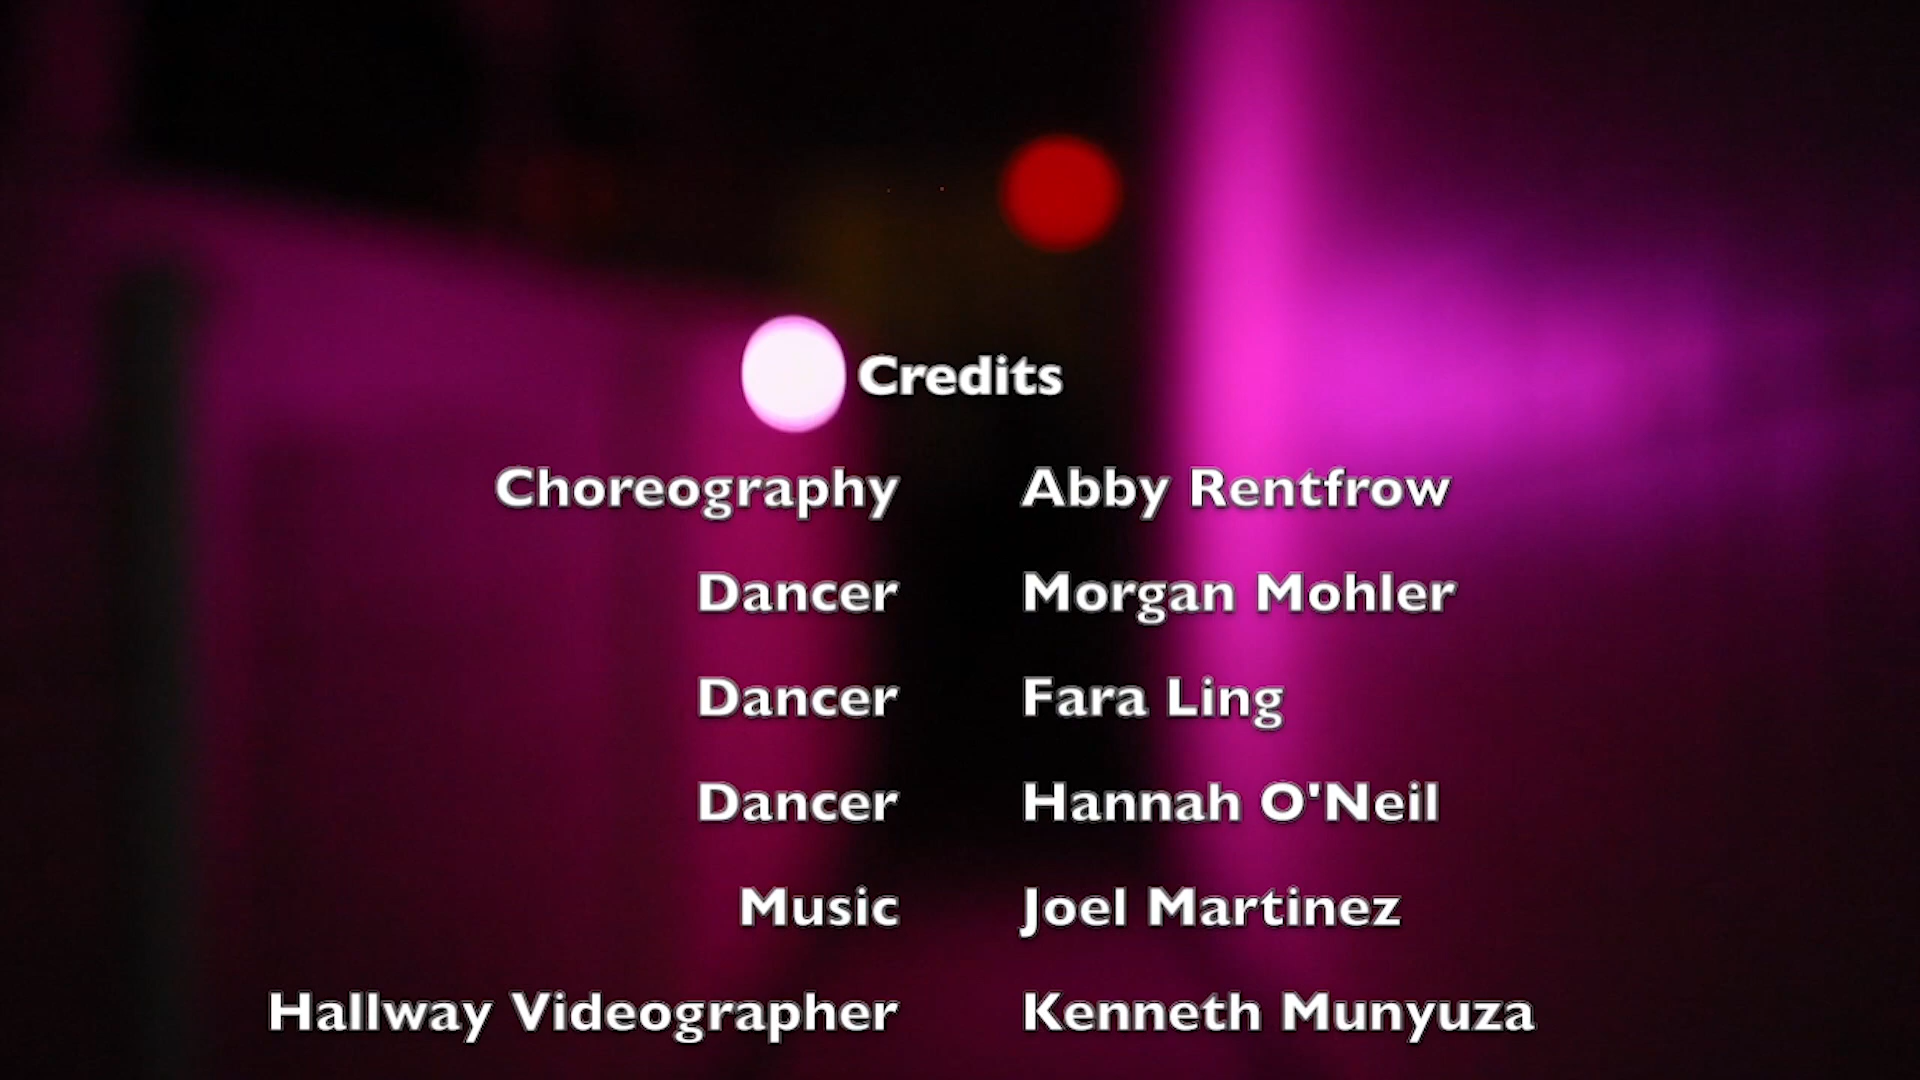 Credits
Choreography Abby Rentfrow
Dancer Morgan Mohler
Dancer Fara Ling
Dancer Hannah O'Neil
Music Joel Martinez
Hallway Videographer Kenneth Munyuza